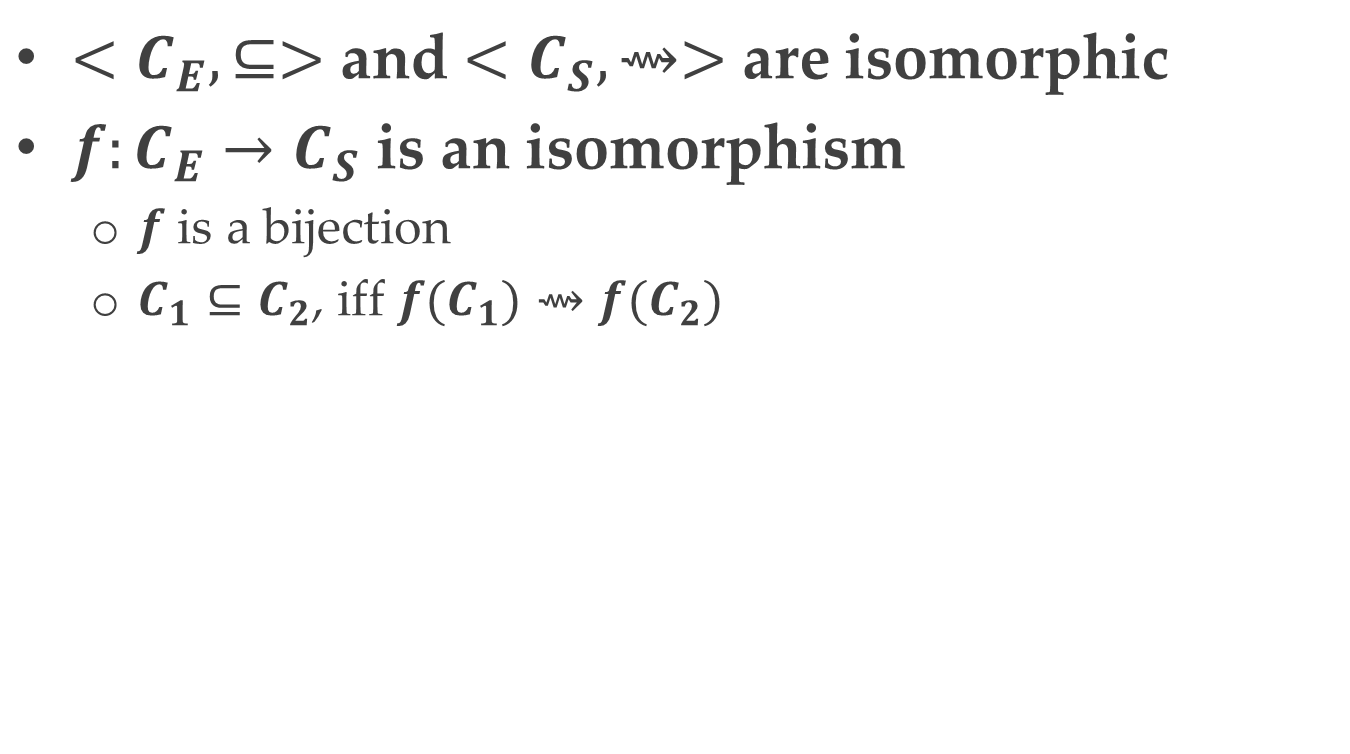 • < C_E, ⊆> and < C_S, ⇝> are isomorphic
• f: C_E → C_S is an isomorphism
○ f is a bijection
○ C_1 ⊆ C_2, iff f(C_1) ⇝ f(C_2)